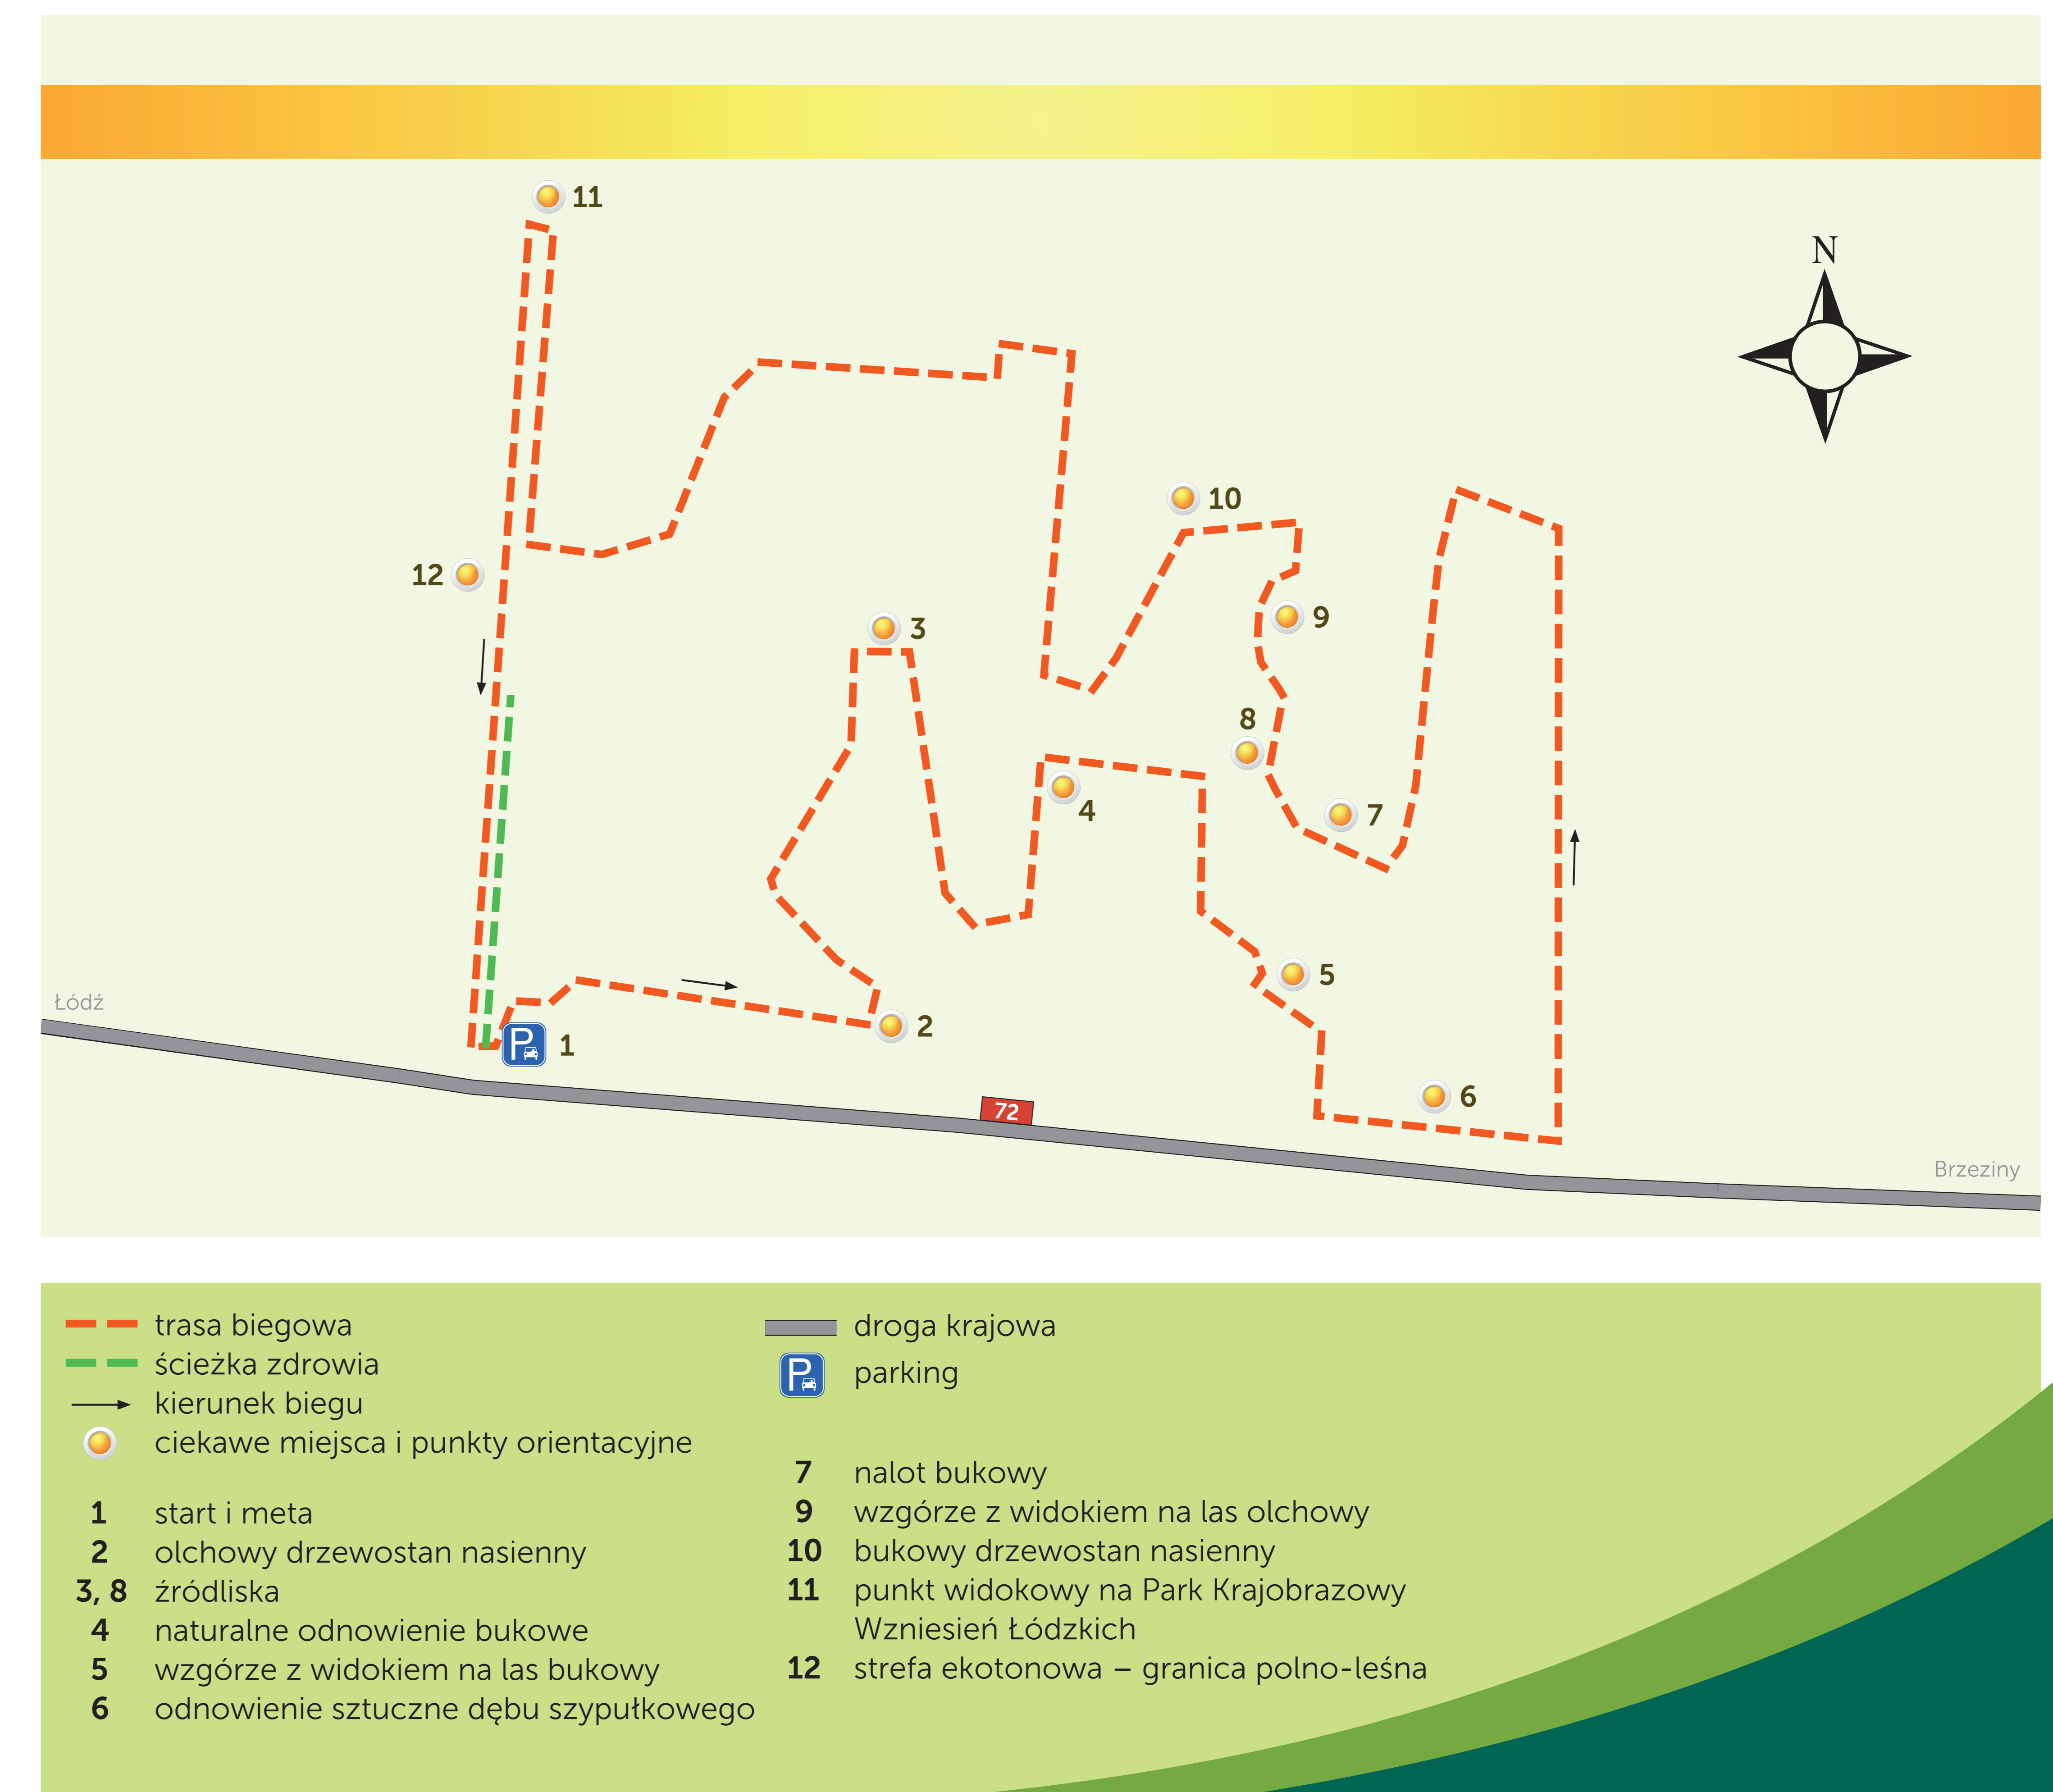 11
N
10
12
9
3
8
7
4
5
Łódź
2
P
1
6
72
Brzeziny
trasa biegowa
ścieżka zdrowia
kierunek biegu
ciekawe miejsca i punkty orientacyjne
1 start i meta
2 olchowy drzewostan nasienny
3, 8 źródliska
4 naturalne odnowienie bukowe
5 wzgórze z widokiem na las bukowy
6 odnowienie sztuczne dębu szypułkowego
droga krajowa
P parking
7 nalot bukowy
9 wzgórze z widokiem na las olchowy
10 bukowy drzewostan nasienny
11 punkt widokowy na Park Krajobrazowy
Wzniesień Łódzkich
12 strefa ekotonowa – granica polno-leśna